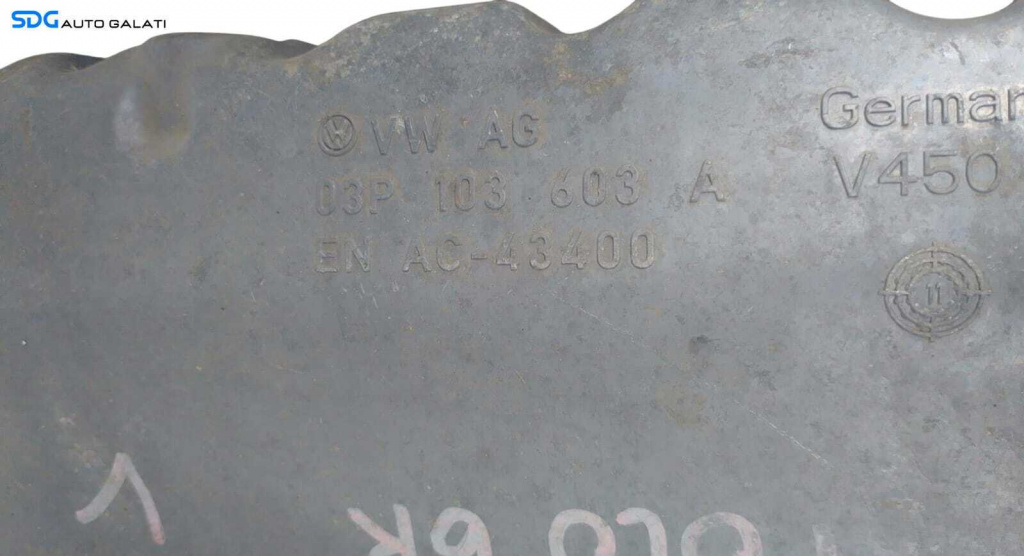 SDG AUTO GALATI
VW AG
03P 103 603 A
EN AC-43400
German
V450
11